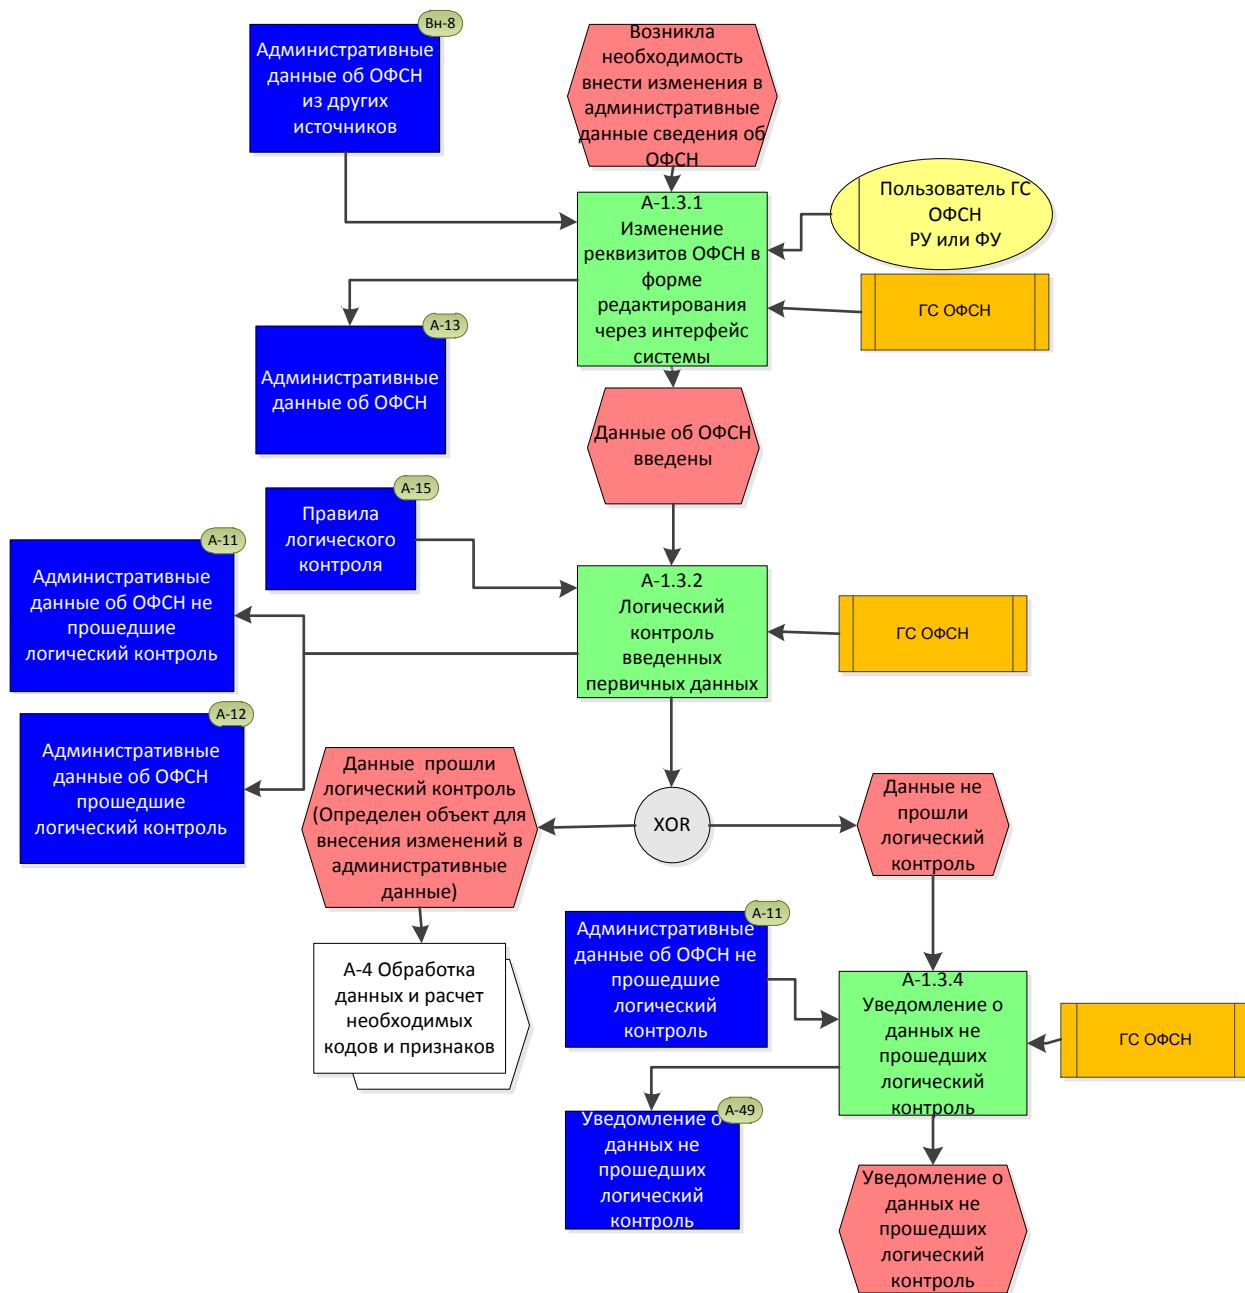 Вн-8
Административные
данные об ОФСН
из других
источников
Возникла
необходимость
внести изменения в
административные
данные сведения об
ОФСН
Пользователь ГС
ОФСН
РУ или ФУ
А-1.3.1
Изменение
реквизитов ОФСН в
форме
редактирования
через интерфейс
системы
ГС ОФСН
А-13
Административные
данные об ОФСН
Данные об ОФСН
введены
А-15
Правила
логического
контроля
А-11
Административные
данные об ОФСН не
прошедшие
логический контроль
А-1.3.2
Логический
контроль
введенных
первичных данных
ГС ОФСН
А-12
Административные
данные об ОФСН
прошедшие
логический контроль
Данные  прошли
логический контроль
(Определен объект для
внесения изменений в
административные
данные)
XOR
Данные не
прошли
логический
контроль
А-4 Обработка
данных и расчет
необходимых
кодов и признаков
А-11
Административные
данные об ОФСН не
прошедшие
логический
контроль
А-1.3.4
Уведомление о
данных не
прошедших
логический
контроль
ГС ОФСН
А-49
Уведомление о
данных не
прошедших
логический
контроль
Уведомление о
данных не
прошедших
логический
контроль